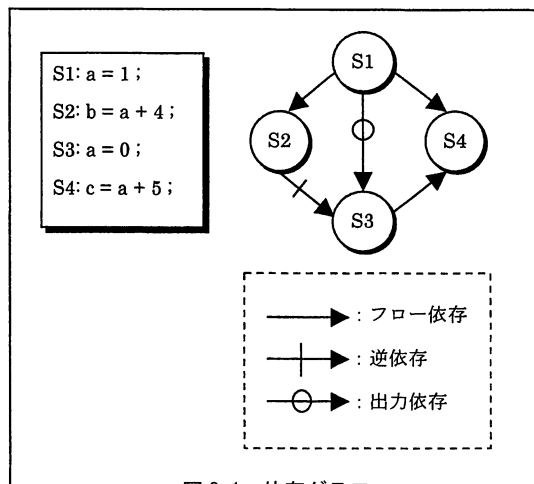 S1: a = 1 ;
S2: b = a + 4 ;
S3: a = 0 ;
S4: c = a + 5 ;
S1
S2
S4
S3
: フロー依存
: 逆依存
: 出力依存